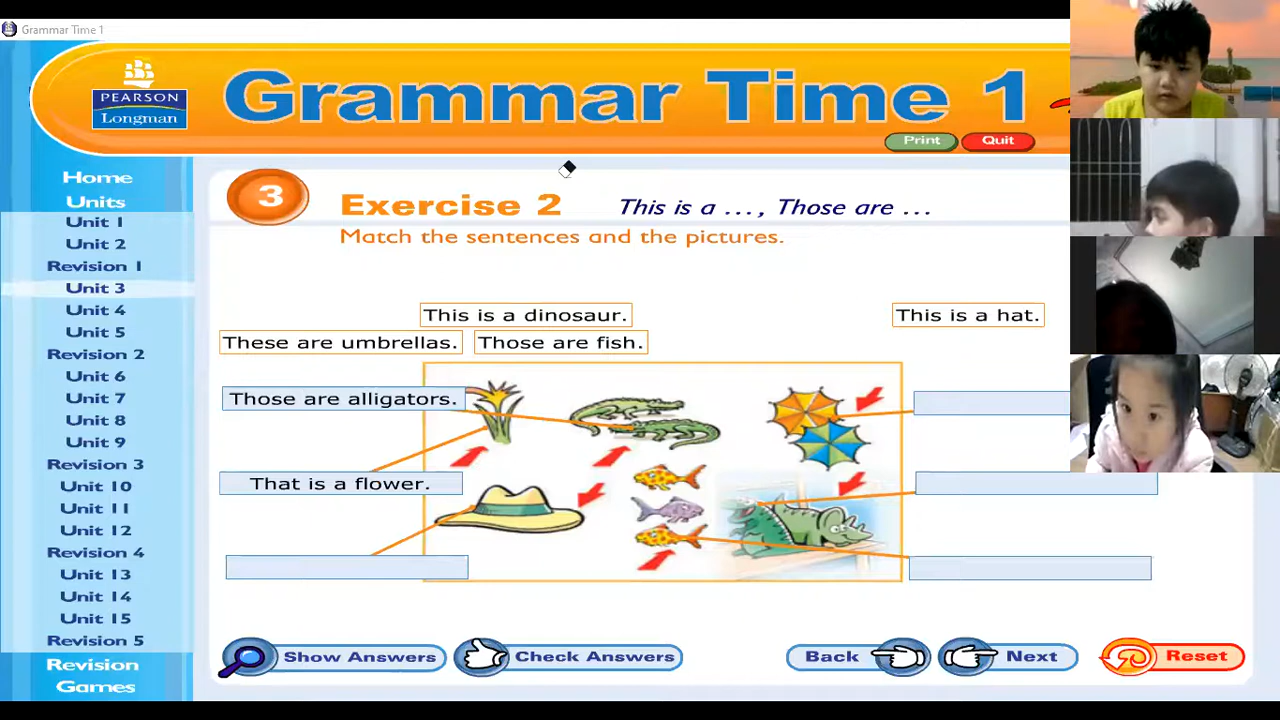 Grammar Time 1
PEARSON
Longman
Grammar Time 1
Print
Quit
Home
Units
Unit 1
Unit 2
Revision 1
Unit 3
Unit 4
Unit 5
Revision 2
Unit 6
Unit 7
Unit 8
Unit 9
Revision 3
Unit 10
Unit 11
Unit 12
Revision 4
Unit 13
Unit 14
Unit 15
Revision 5
Revision
Games
3
Exercise 2
This is a ..., Those are ...
Match the sentences and the pictures.
This is a dinosaur.
This is a hat.
These are umbrellas.
Those are fish.
Those are alligators.
That is a flower.
Show Answers
Check Answers
Back
Next
Reset